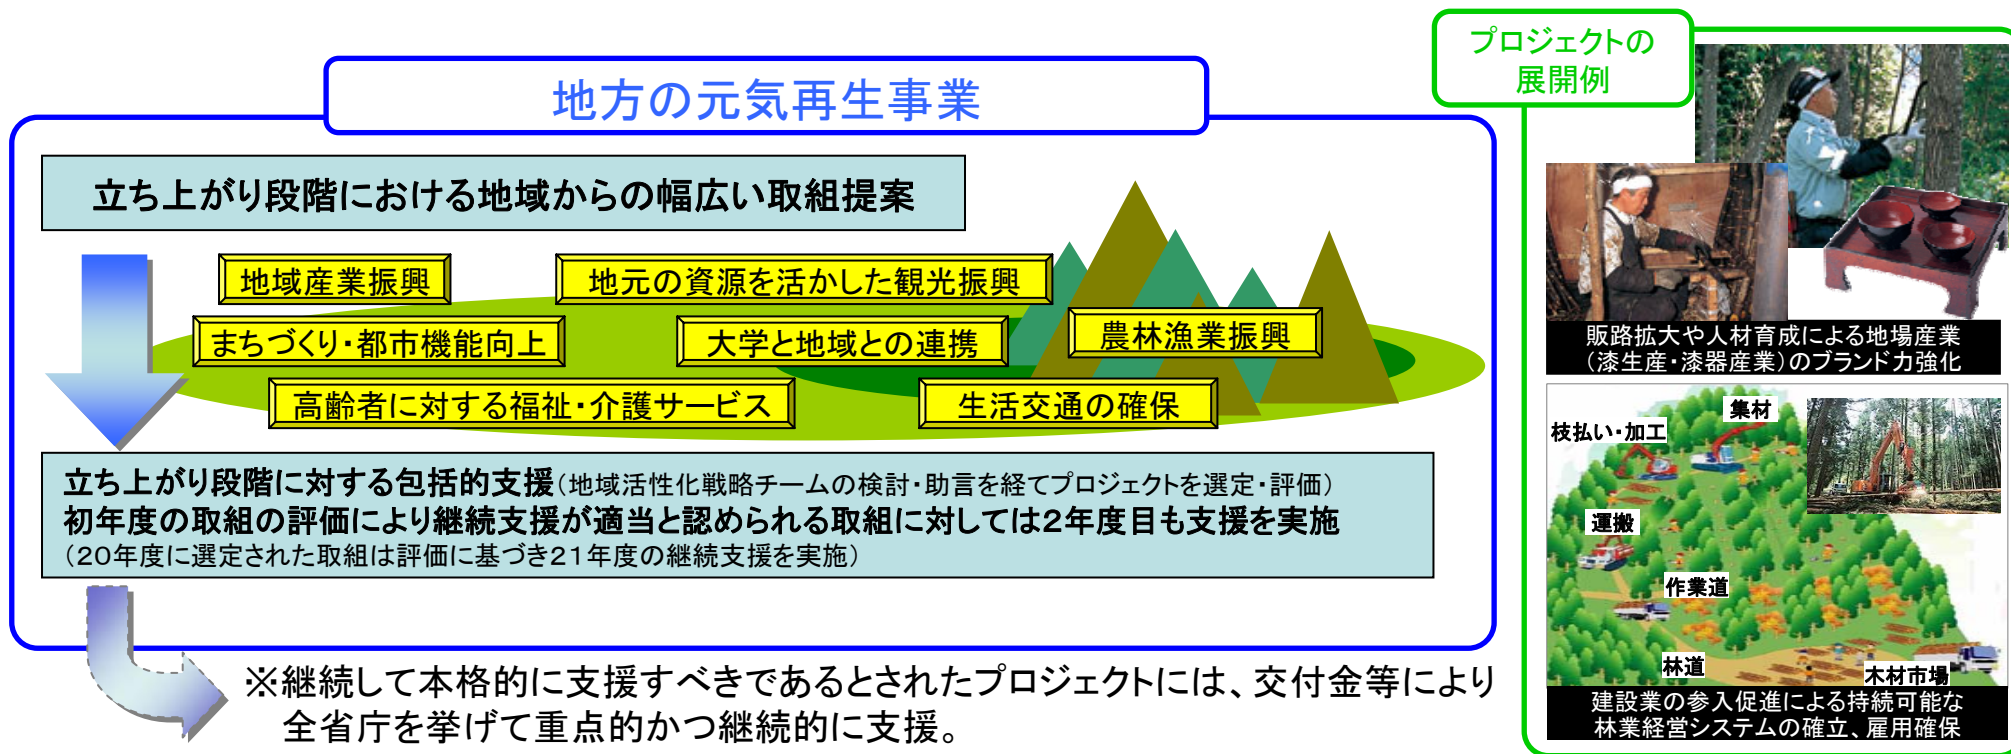 地方の元気再生事業
立ち上がり段階における地域からの幅広い取組提案
地域産業振興
地元の資源を活かした観光振興
まちづくり・都市機能向上
大学と地域との連携
農林漁業振興
高齢者に対する福祉・介護サービス
生活交通の確保
立ち上がり段階に対する包括的支援(地域活性化戦略チームの検討・助言を経てプロジェクトを選定・評価)
初年度の取組の評価により継続支援が適当と認められる取組に対しては2年度目も支援を実施
(20年度に選定された取組は評価に基づき21年度の継続支援を実施)
※継続して本格的に支援すべきであるとされたプロジェクトには、交付金等により
全省庁を挙げて重点的かつ継続的に支援。
プロジェクトの
展開例
販路拡大や人材育成による地場産業
(漆生産・漆器産業)のブランド力強化
集材
枝払い・加工
運搬
作業道
林道
木材市場
建設業の参入促進による持続可能な
林業経営システムの確立、雇用確保